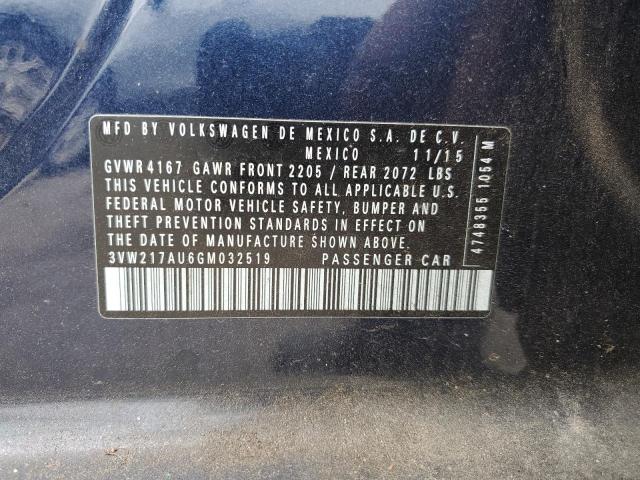 MFD BY VOLKSWAGEN DE MEXICO S.A. DE C.V.
MEXICO 11/15
GVWR 4167 GAWR FRONT 2205 / REAR 2072 LBS
THIS VEHICLE CONFORMS TO ALL APPLICABLE U.S.
FEDERAL MOTOR VEHICLE SAFETY, BUMPER AND
THEFT PREVENTION STANDARDS IN EFFECT ON
THE DATE OF MANUFACTURE SHOWN ABOVE.
3VW217AU6GM032519 PASSENGER CAR
4748355 1054 M